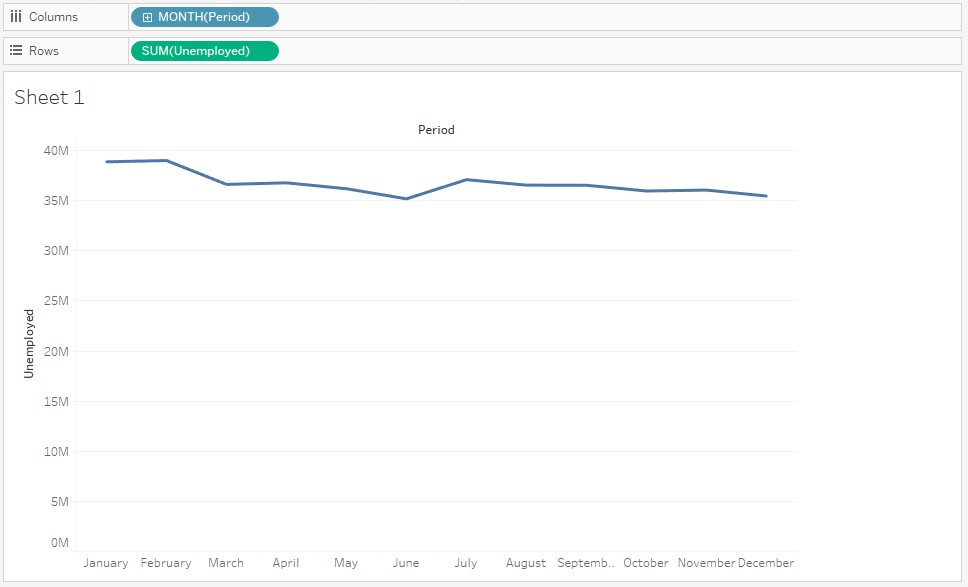 Columns MONTH(Period)
Rows SUM(Unemployed)
Sheet 1
Period
40M
35M
30M
25M
20M
15M
10M
5M
0M
Unemployed
January February March April May June July August Septemb.. October November December